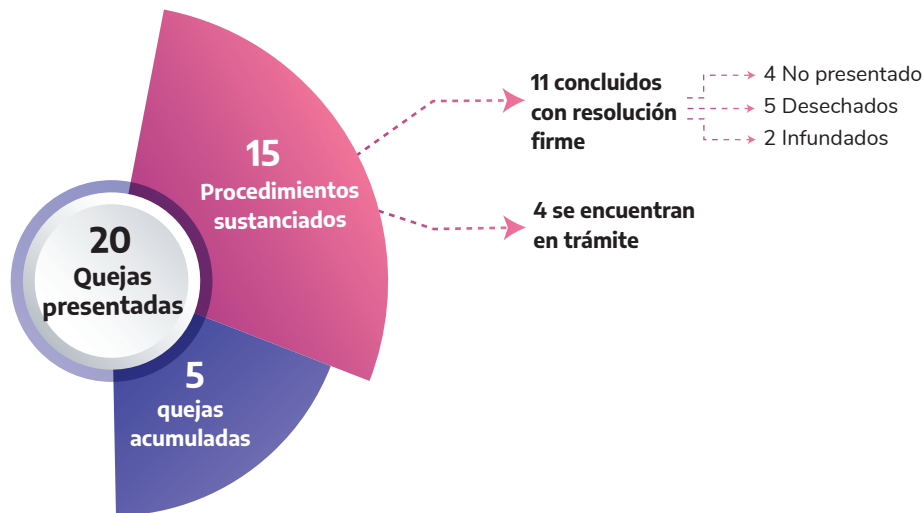 20
Quejas
presentadas
15
Procedimientos
sustanciados
5
quejas
acumuladas
11 concluidos
con resolución
firme
4 No presentado
5 Desechados
2 Infundados
4 se encuentran
en trámite